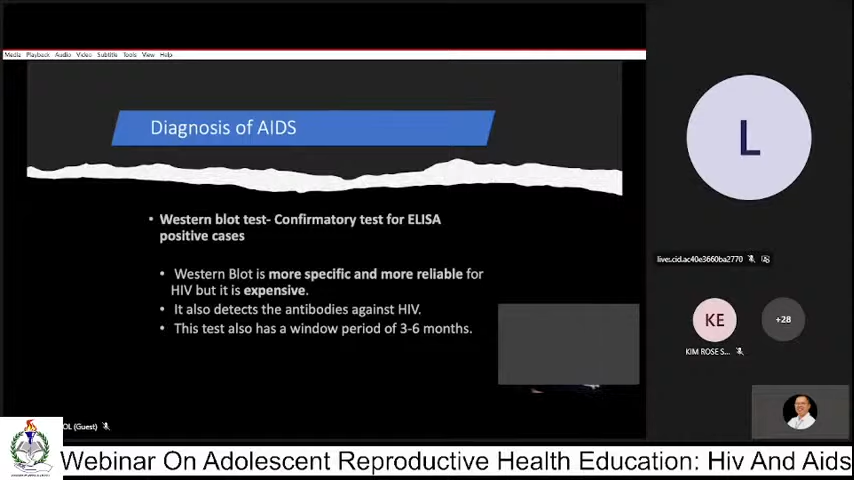 Media Playback Audio Video Subtitle Tools View Help
Diagnosis of AIDS
• Western blot test- Confirmatory test for ELISA
positive cases
• Western Blot is more specific and more reliable for
HIV but it is expensive.
• It also detects the antibodies against HIV.
• This test also has a window period of 3-6 months.
L
live:cid.ac40e3660ba2770
KE
+28
KIM ROSE S...
OL (Guest)
Webinar On Adolescent Reproductive Health Education: Hiv And Aids